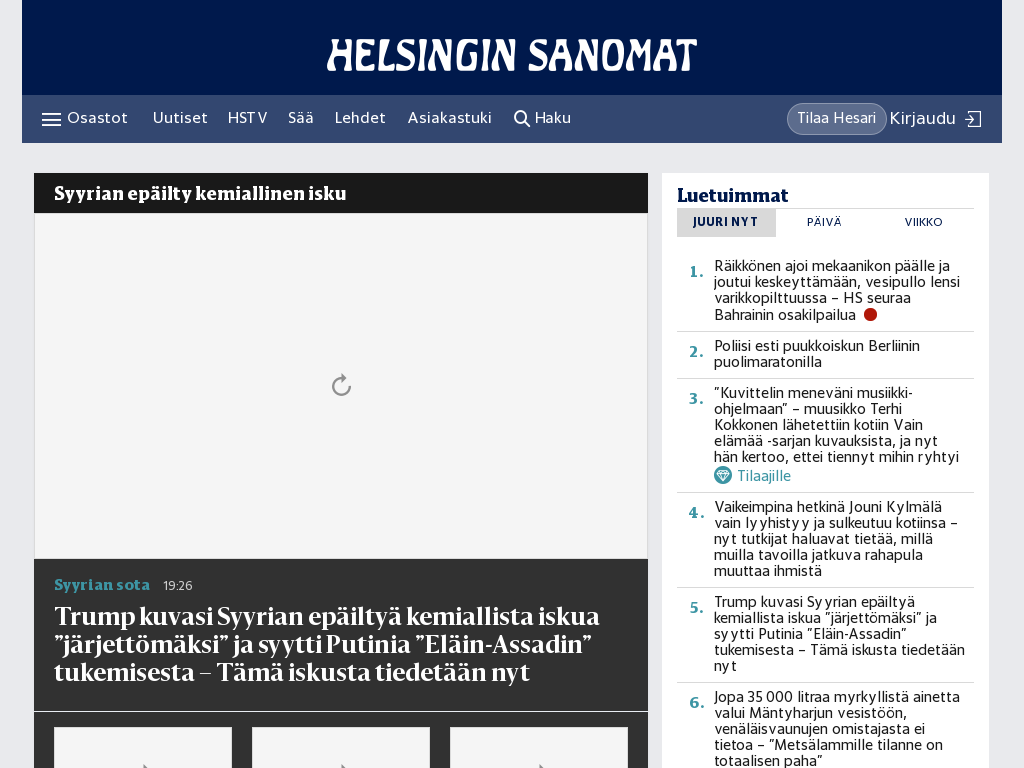 HELSINGIN SANOMAT
Osastot Uutiset HSTV Sää Lehdet Asiakastuki Haku Tilaa Hesari Kirjaudu
Syyrian epäilty kemiallinen isku
Syyrian sota 19:26
Trump kuvasi Syyrian epäiltyä kemiallista iskua
”järjettömäksi” ja syytti Putinia ”Eläin-Assadin”
tukemisesta – Tämä iskusta tiedetään nyt
Luetuimmat
JUURI NYT PÄIVÄ VIIKKO
1. Räikkönen ajoi mekaanikon päälle ja
joutui keskeyttämään, vesipullo lensi
varikkopilttuussa – HS seuraa
Bahrainin osakilpailua
2. Poliisi esti puukkoiskun Berliinin
puolimaratonilla
3. ”Kuvittelin meneväni musiikki-
ohjelmaan” – muusikko Terhi
Kokkonen lähetettiin kotiin Vain
elämää -sarjan kuvauksista, ja nyt
hän kertoo, ettei tiennyt mihin ryhtyi
Tilaajille
4. Vaikeimpina hetkinä Jouni Kylmälä
vain lyyhistyy ja sulkeutuu kotiinsa –
nyt tutkijat haluavat tietää, millä
muilla tavoilla jatkuva rahapula
muuttaa ihmistä
5. Trump kuvasi Syyrian epäiltyä
kemiallista iskua ”järjettömäksi” ja
syytti Putinia ”Eläin-Assadin”
tukemisesta – Tämä iskusta tiedetään
nyt
6. Jopa 35 000 litraa myrkyllistä ainetta
valui Mäntyharjun vesistöön,
venäläisvaunujen omistajasta ei
tietoa – ”Metsälammille tilanne on
totaalisen paha”